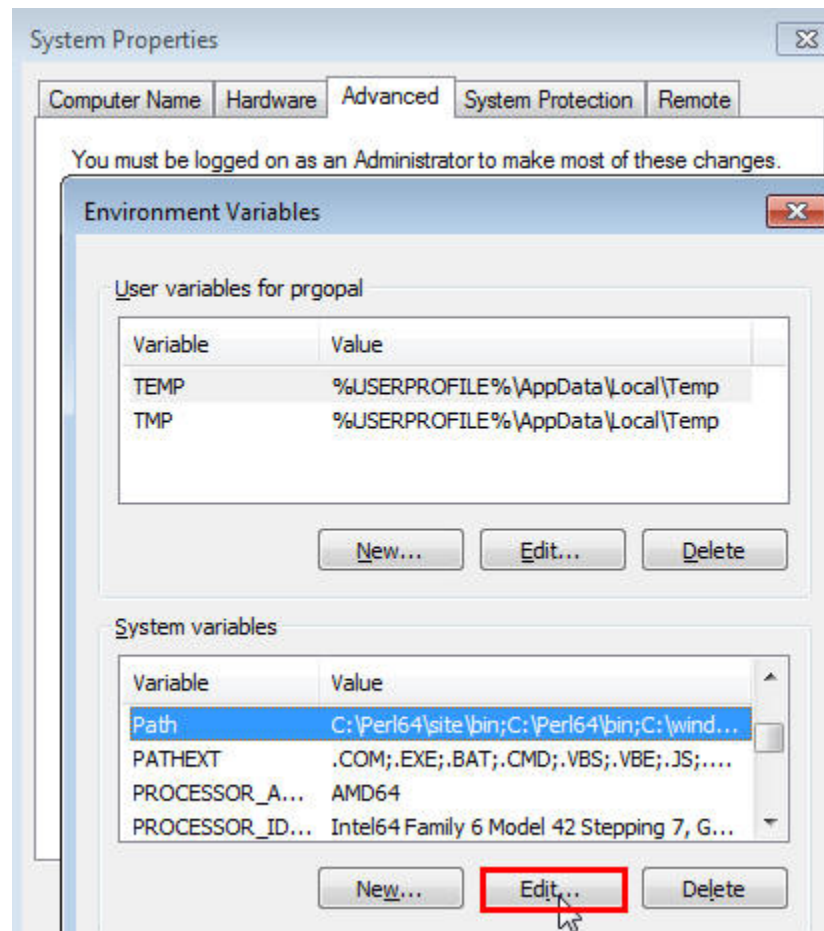 System Properties
Computer Name Hardware Advanced System Protection Remote
You must be logged on as an Administrator to make most of these changes.
Environment Variables
User variables for prgopal
Variable Value
TEMP %USERPROFILE%\AppData\Local\Temp
TMP %USERPROFILE%\AppData\Local\Temp
New... Edit... Delete
System variables
Variable Value
Path C:\Perl64\site\bin;C:\Perl64\bin;C:\wind...
PATHEXT .COM;.EXE;.BAT;.CMD;.VBS;.VBE;.JS;....
PROCESSOR_A... AMD64
PROCESSOR_ID... Intel64 Family 6 Model 42 Stepping 7, G...
New... Edit... Delete